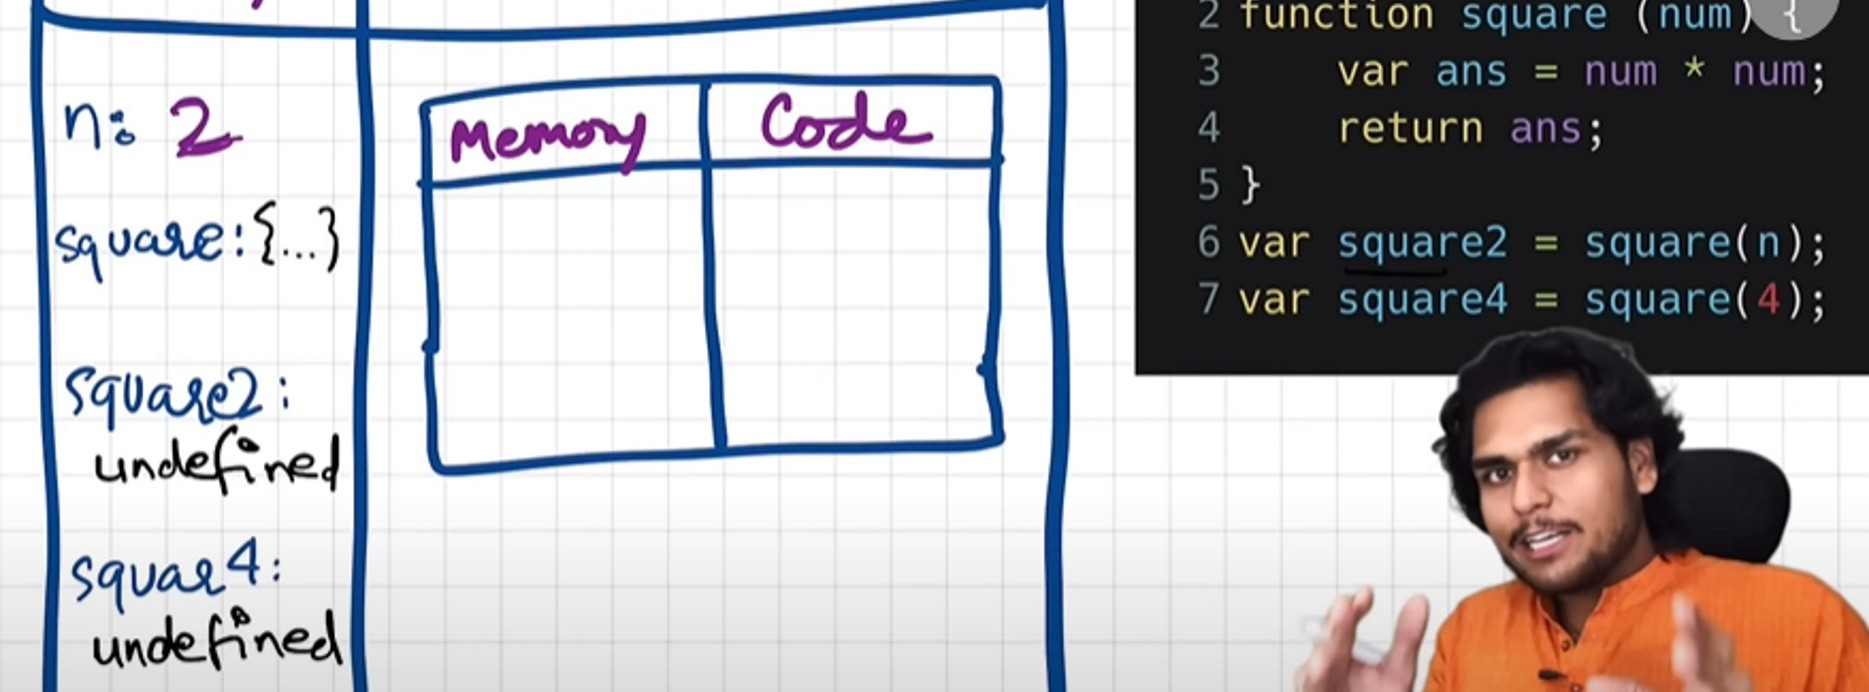 n: 2
square: {...}
square2:
undefined
squar4:
undefined
Memory Code
2 function square (num) {
3 var ans = num * num;
4 return ans;
5 }
6 var square2 = square(n);
7 var square4 = square(4);